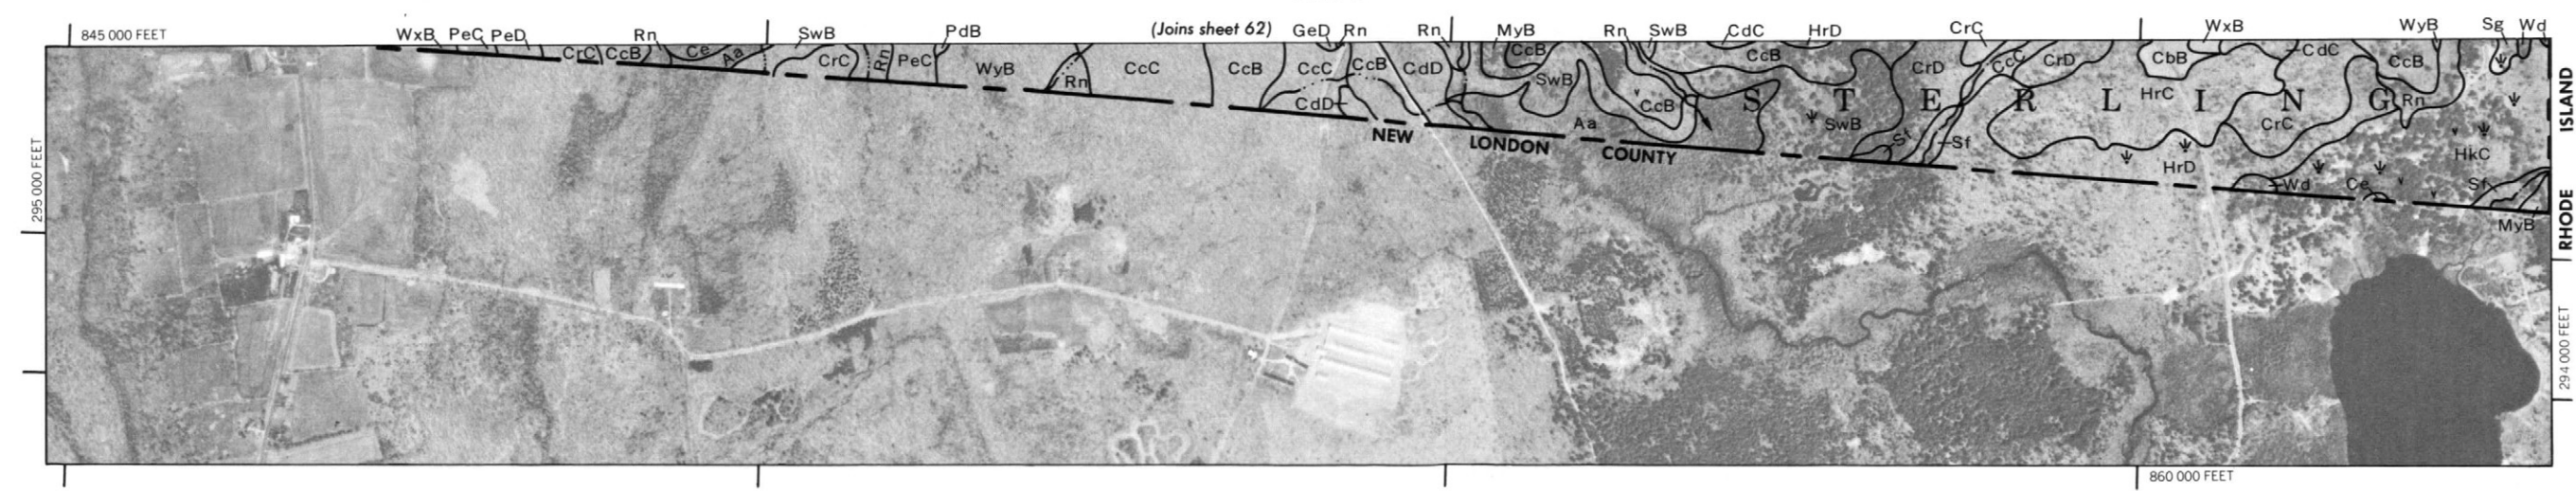 845 000 FEET
WxB PeC PeD Rn SwB PdB (Joins sheet 62) GeD Rn Rn MyB Rn SwB CdC HrD CrC WxB WyB Sg Wd
CrC CcB Ce Aa CrC Rn PeC WyB Rn CcC CcB CcC CcB CdD CcB CcB CrD CcC CrD CbB CdC CcB
CdD SwB CcB HrC Rn
STERLING
Aa SwB Sf Sf CrC HkC
HrD Wd Ce Sf
MyB
NEW LONDON COUNTY
RHODE ISLAND
295 000 FEET
294 000 FEET
860 000 FEET